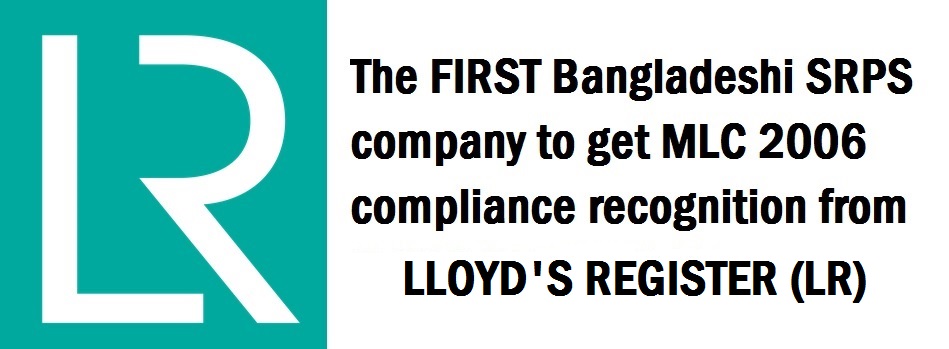 LR
The FIRST Bangladeshi SRPS
company to get MLC 2006
compliance recognition from
LLOYD'S REGISTER (LR)